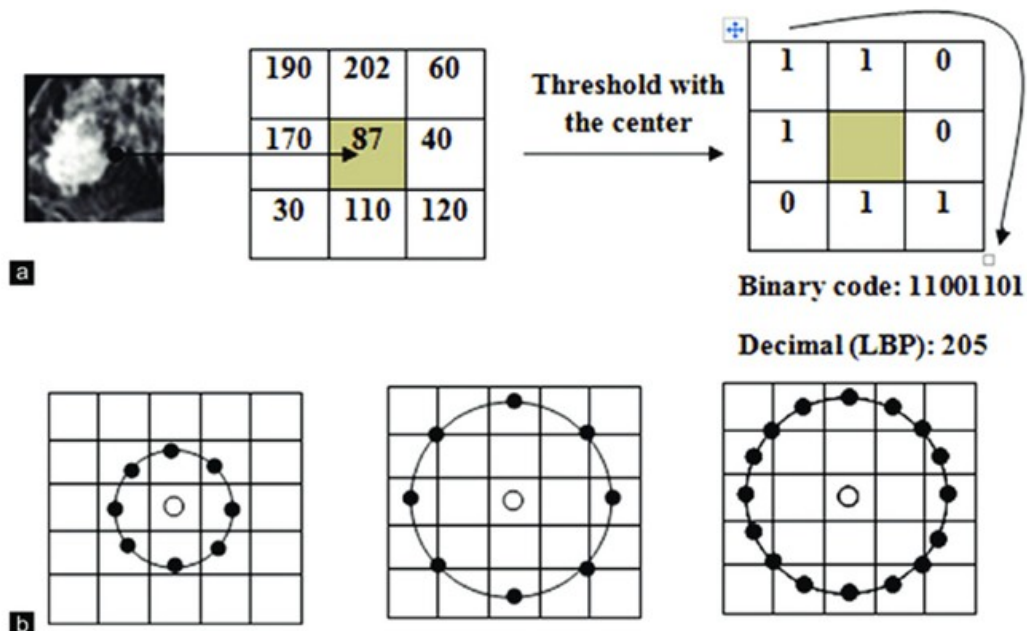 190 202 60
170 87 40
30 110 120
Threshold with
the center
1 1 0
1 0
0 1 1
a
Binary code: 11001101
Decimal (LBP): 205
b